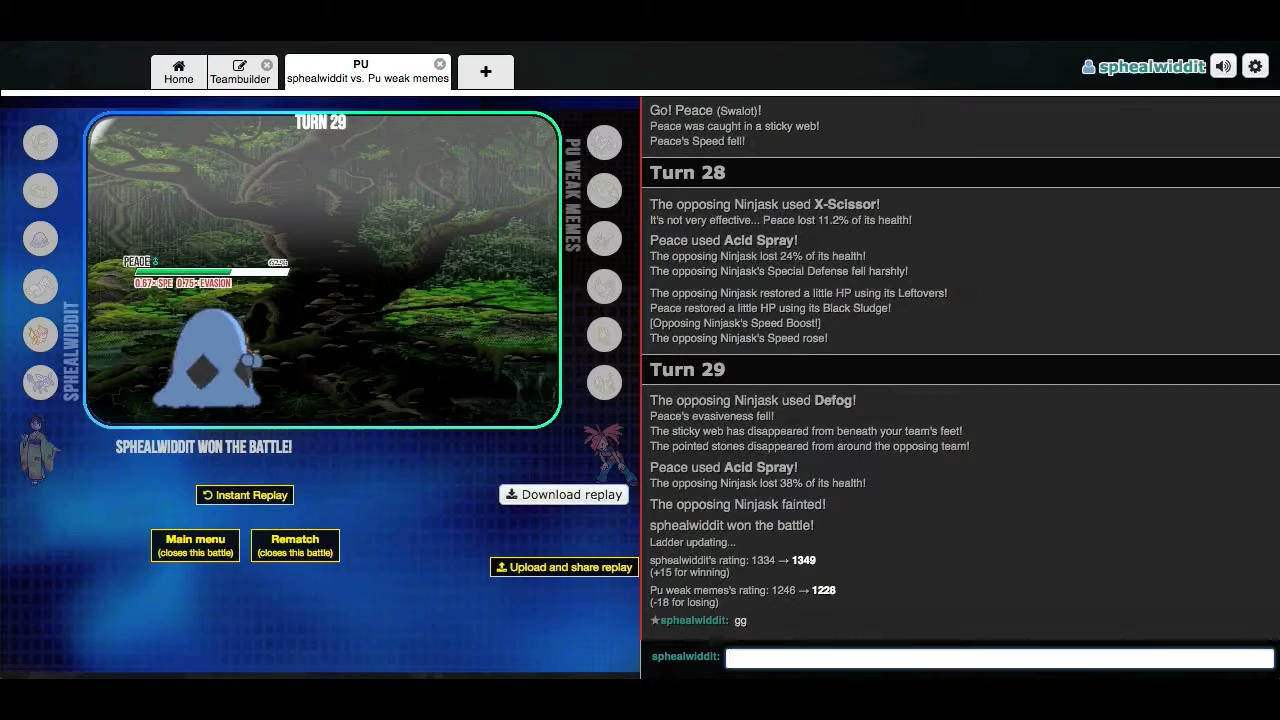 Home
Teambuilder
PU
sphealwiddit vs. Pu weak memes
+
sphealwiddit
TURN 29
PU WEAK MEMES
SPHEALWIDDIT
PEACE
0.67× SPE 0.75× EVASION
SPHEALWIDDIT WON THE BATTLE!
Instant Replay
Download replay
Main menu
(closes this battle)
Rematch
(closes this battle)
Upload and share replay
Go! Peace (Swalot)!
Peace was caught in a sticky web!
Peace's Speed fell!
Turn 28
The opposing Ninjask used X-Scissor!
It's not very effective... Peace lost 11.2% of its health!
Peace used Acid Spray!
The opposing Ninjask lost 24% of its health!
The opposing Ninjask's Special Defense fell harshly!
The opposing Ninjask restored a little HP using its Leftovers!
Peace restored a little HP using its Black Sludge!
[Opposing Ninjask's Speed Boost!]
The opposing Ninjask's Speed rose!
Turn 29
The opposing Ninjask used Defog!
Peace's evasiveness fell!
The sticky web has disappeared from beneath your team's feet!
The pointed stones disappeared from around the opposing team!
Peace used Acid Spray!
The opposing Ninjask lost 38% of its health!
The opposing Ninjask fainted!
sphealwiddit won the battle!
Ladder updating...
sphealwiddit's rating: 1334 → 1349
(+15 for winning)
Pu weak memes's rating: 1246 → 1228
(-18 for losing)
★sphealwiddit: gg
sphealwiddit: